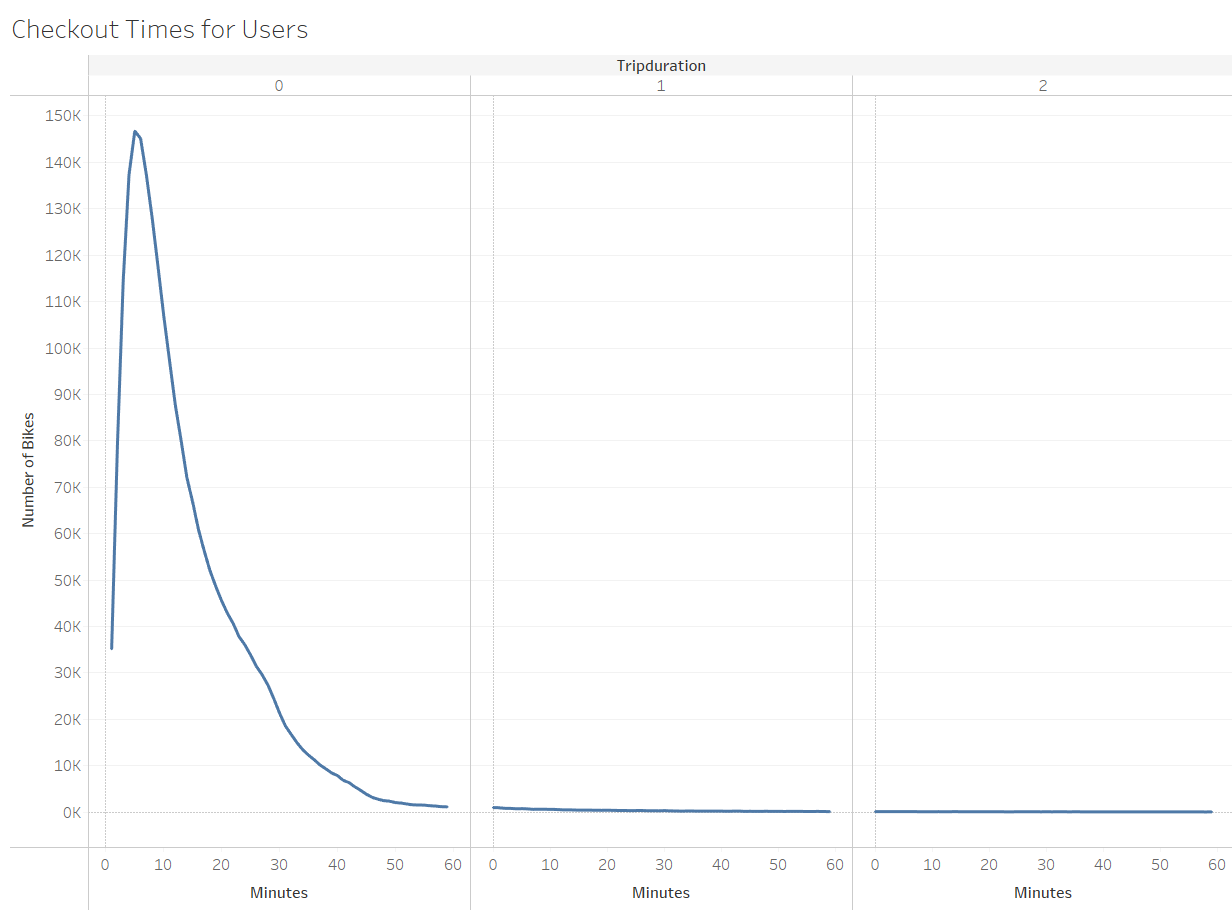 Checkout Times for Users
Tripduration
0 1 2
150K
140K
130K
120K
110K
100K
90K
80K
70K
60K
50K
40K
30K
20K
10K
0K
Number of Bikes
0 10 20 30 40 50 60 0 10 20 30 40 50 60 0 10 20 30 40 50 60
Minutes Minutes Minutes